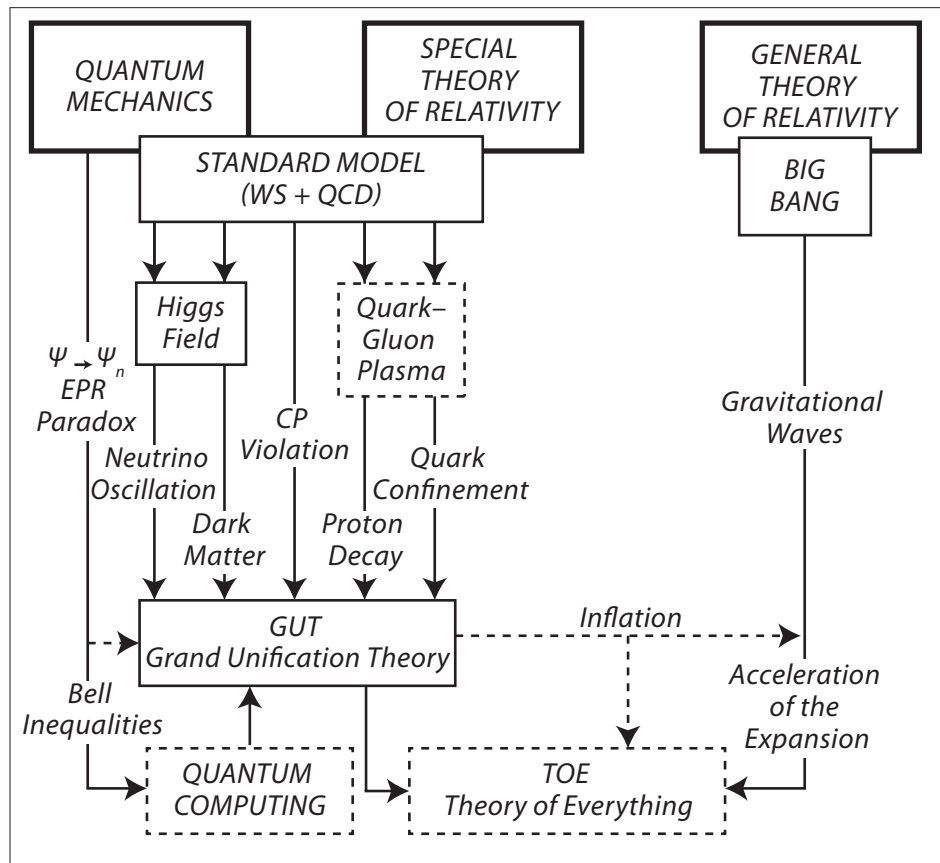 QUANTUM
MECHANICS
SPECIAL
THEORY
OF RELATIVITY
GENERAL
THEORY
OF RELATIVITY
STANDARD MODEL
(WS + QCD)
BIG
BANG
Higgs
Field
Quark–
Gluon
Plasma
Ψ → Ψn
EPR
Paradox
Neutrino
Oscillation
Dark
Matter
CP
Violation
Proton
Decay
Quark
Confinement
Gravitational
Waves
GUT
Grand Unification Theory
Inflation
Bell
Inequalities
Acceleration
of the
Expansion
QUANTUM
COMPUTING
TOE
Theory of Everything